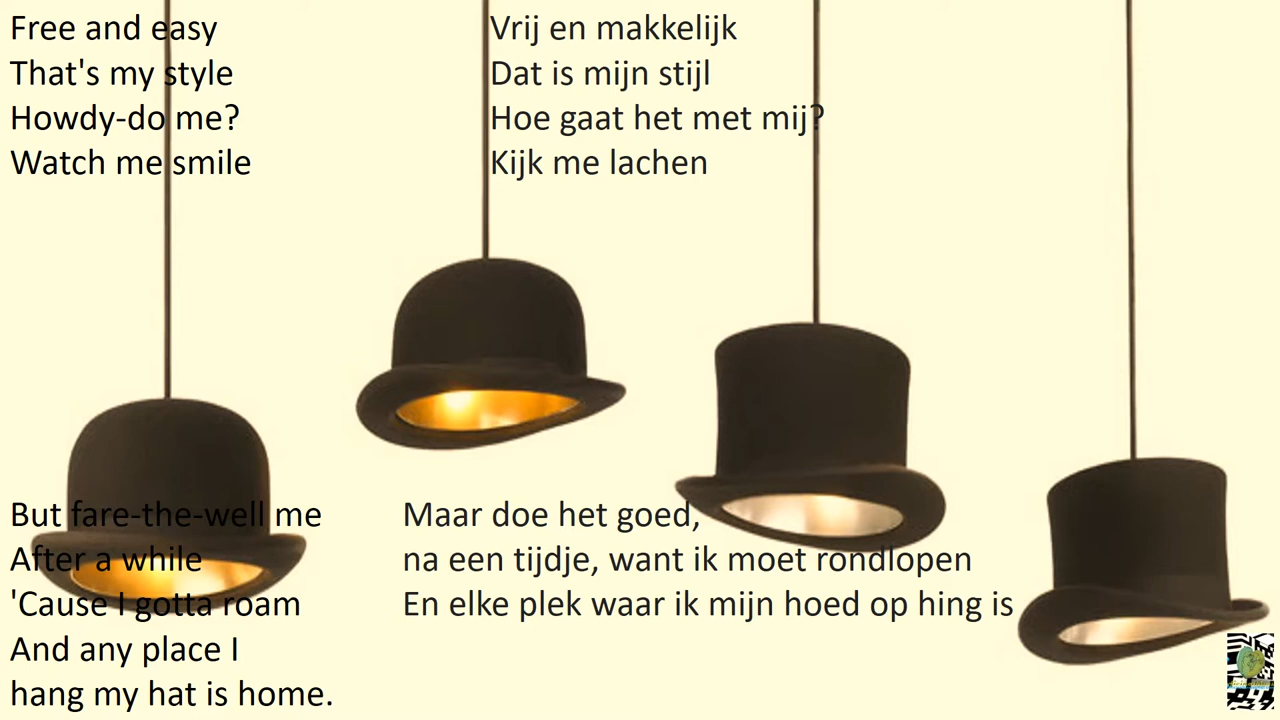 Free and easy
That's my style
Howdy-do me?
Watch me smile
Vrij en makkelijk
Dat is mijn stijl
Hoe gaat het met mij?
Kijk me lachen
But fare-the-well me
After a while
'Cause I gotta roam
And any place I
hang my hat is home.
Maar doe het goed,
na een tijdje, want ik moet rondlopen
En elke plek waar ik mijn hoed op hing is